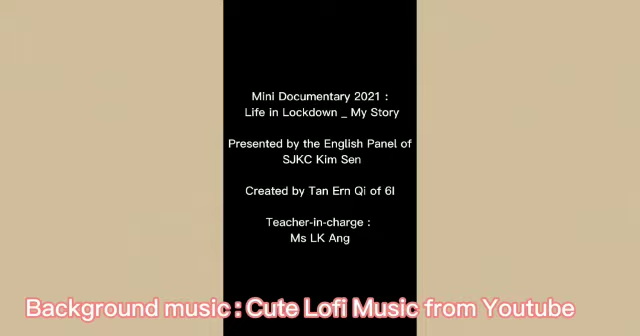 Mini Documentary 2021 :
Life in Lockdown _ My Story
Presented by the English Panel of
SJKC Kim Sen
Created by Tan Ern Qi of 6I
Teacher-in-charge :
Ms LK Ang
Background music : Cute Lofi Music from Youtube